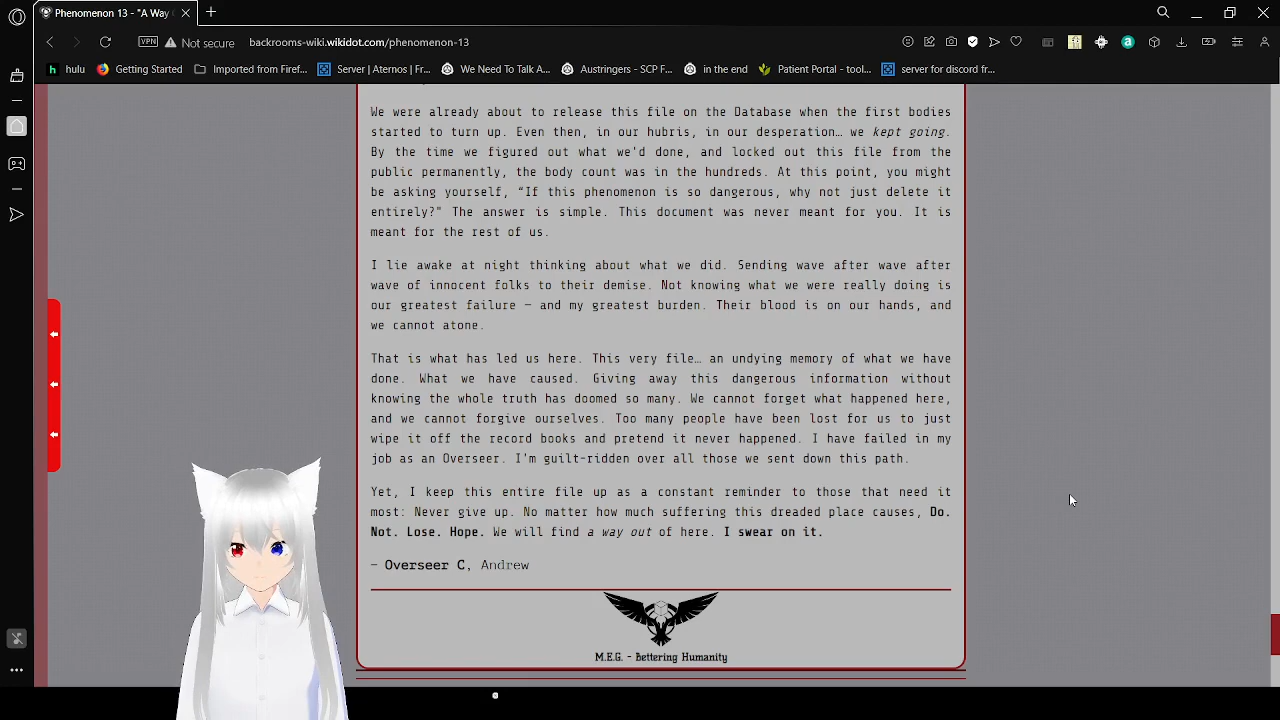 Phenomenon 13 - "A Way
VPN
Not secure
backrooms-wiki.wikidot.com/phenomenon-13
hulu
Getting Started
Imported from Firef...
Server | Aternos | Fr...
We Need To Talk A...
Austringers - SCP F...
in the end
Patient Portal - tool...
server for discord fr...
We were already about to release this file on the Database when the first bodies
started to turn up. Even then, in our hubris, in our desperation… we kept going.
By the time we figured out what we'd done, and locked out this file from the
public permanently, the body count was in the hundreds. At this point, you might
be asking yourself, “If this phenomenon is so dangerous, why not just delete it
entirely?" The answer is simple. This document was never meant for you. It is
meant for the rest of us.
I lie awake at night thinking about what we did. Sending wave after wave after
wave of innocent folks to their demise. Not knowing what we were really doing is
our greatest failure — and my greatest burden. Their blood is on our hands, and
we cannot atone.
That is what has led us here. This very file… an undying memory of what we have
done. What we have caused. Giving away this dangerous information without
knowing the whole truth has doomed so many. We cannot forget what happened here,
and we cannot forgive ourselves. Too many people have been lost for us to just
wipe it off the record books and pretend it never happened. I have failed in my
job as an Overseer. I'm guilt-ridden over all those we sent down this path.
Yet, I keep this entire file up as a constant reminder to those that need it
most: Never give up. No matter how much suffering this dreaded place causes, Do.
Not. Lose. Hope. We will find a way out of here. I swear on it.
— Overseer C, Andrew
M.E.G. - Bettering Humanity